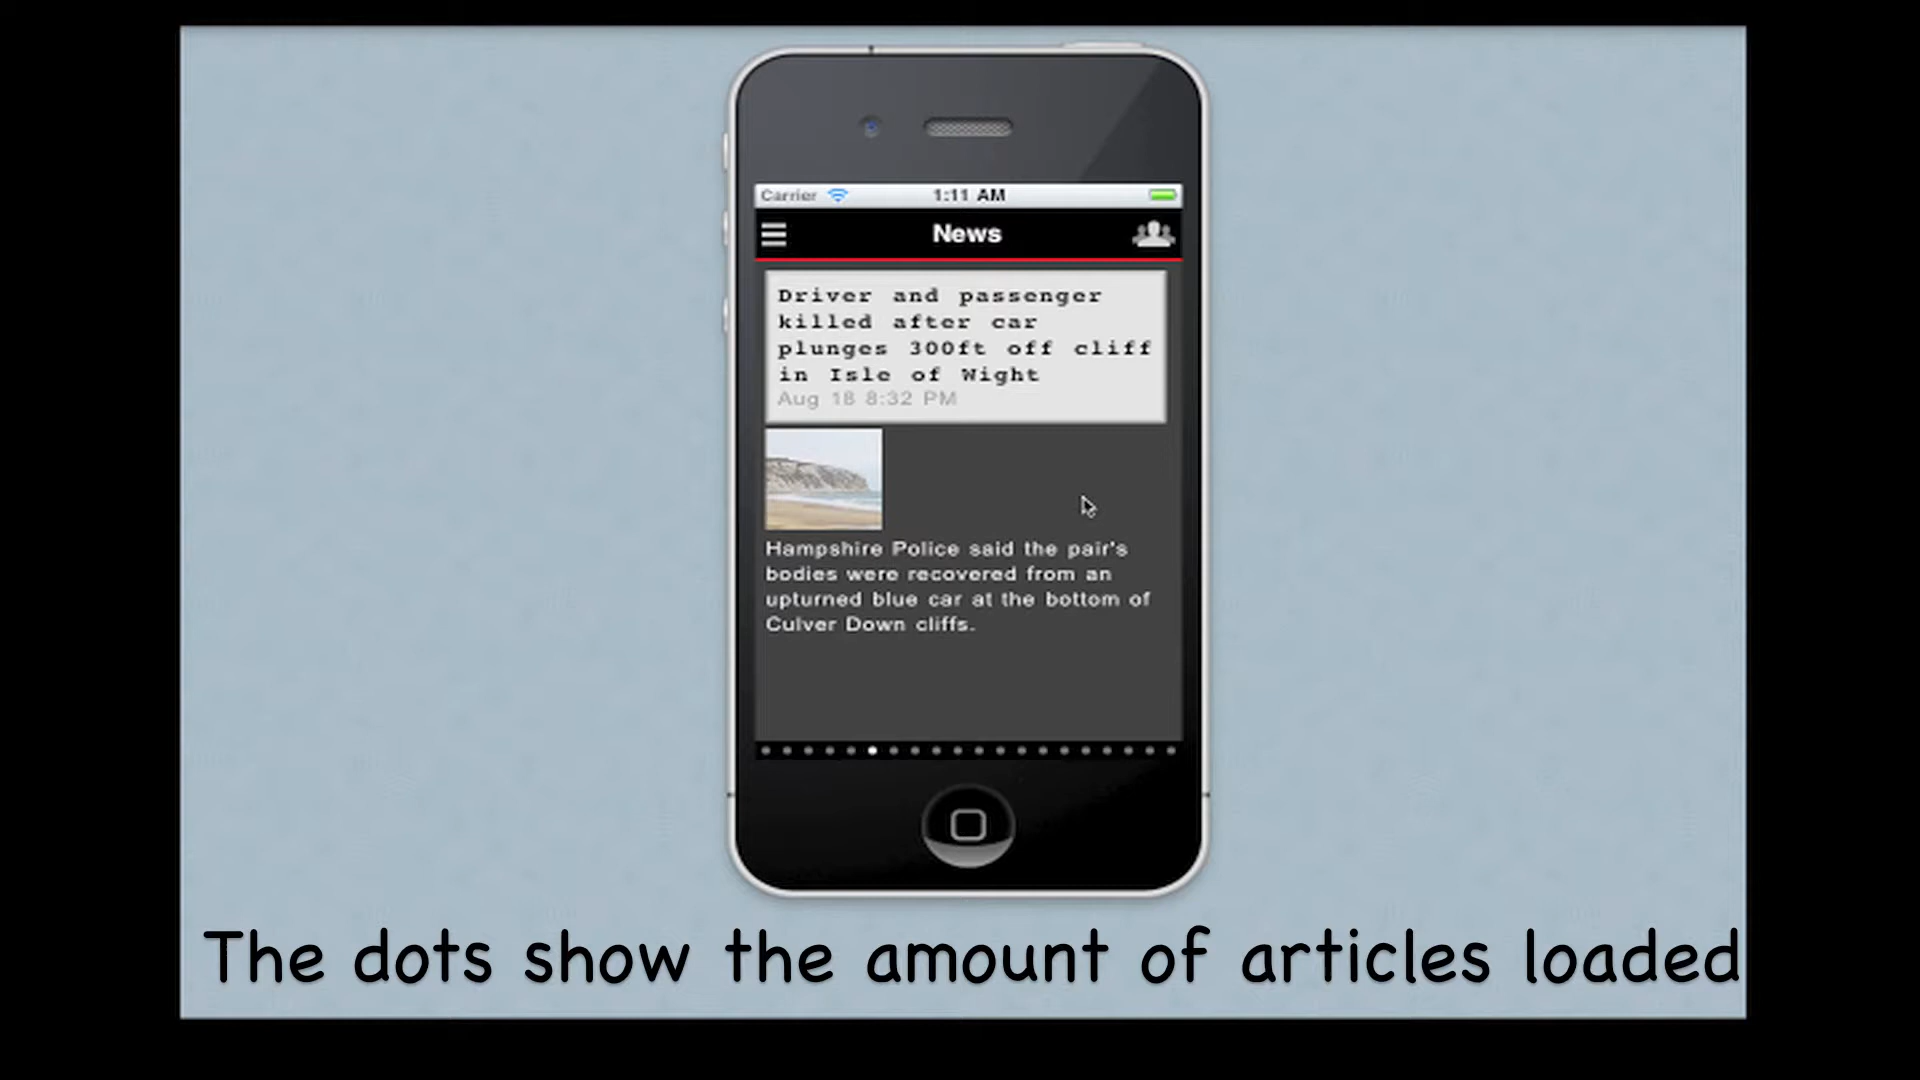 Carrier 1:11 AM
News
Driver and passenger
killed after car
plunges 300ft off cliff
in Isle of Wight
Aug 18 8:32 PM
Hampshire Police said the pair's
bodies were recovered from an
upturned blue car at the bottom of
Culver Down cliffs.
The dots show the amount of articles loaded